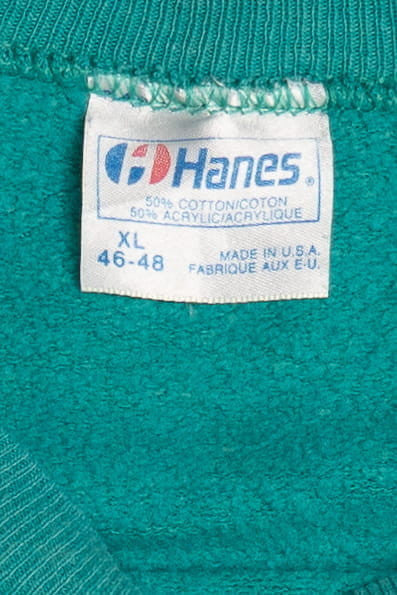 Hanes®
50% COTTON/COTON
50% ACRYLIC/ACRYLIQUE
XL
46-48
MADE IN U.S.A.
FABRIQUE AUX E-U.